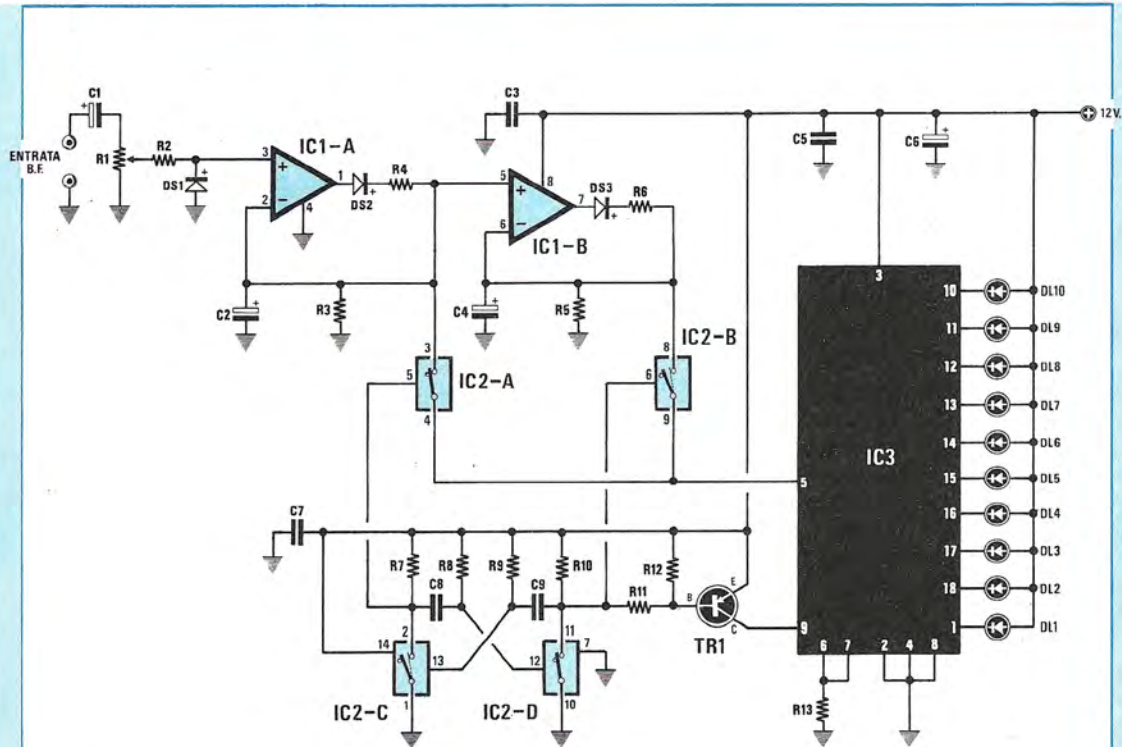 C1
+
ENTRATA
B.F.
R1
R2
DS1
3
+
2
−
IC1-A
1
4
DS2
+
R4
C2
+
R3
C3
5
+
6
−
8
IC1-B
7
DS3
+
R6
C4
+
R5
C5
C6
+
12 V.
3
5
IC2-A
4
8
6
IC2-B
9
3
5
IC3
10
DL10
11
DL9
12
DL8
13
DL7
14
DL6
15
DL5
16
DL4
17
DL3
18
DL2
1
DL1
9
6
7
2
4
8
R13
C7
R7
R8
R9
R10
R12
C8
C9
R11
B
E
C
TR1
2
14
13
1
IC2-C
11
7
12
10
IC2-D